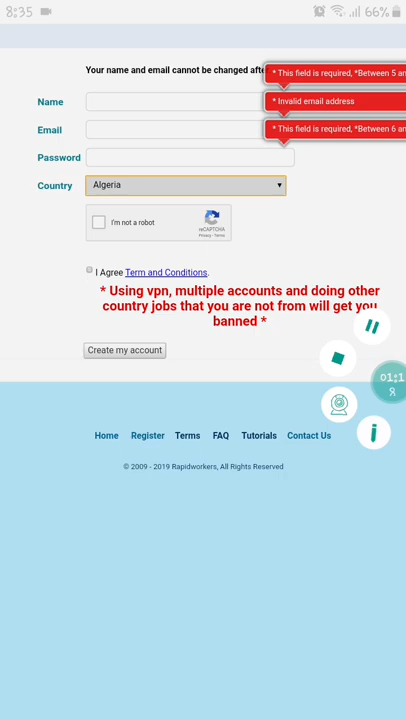 8:35
66%
Your name and email cannot be changed afte
* This field is required, *Between 5 an
Name
* Invalid email address
Email
* This field is required, *Between 6 an
Password
Country
Algeria
I'm not a robot
reCAPTCHA
Privacy - Terms
I Agree Term and Conditions.
* Using vpn, multiple accounts and doing other
country jobs that you are not from will get you
banned *
Create my account
01:1
8
Home Register Terms FAQ Tutorials Contact Us
© 2009 - 2019 Rapidworkers, All Rights Reserved